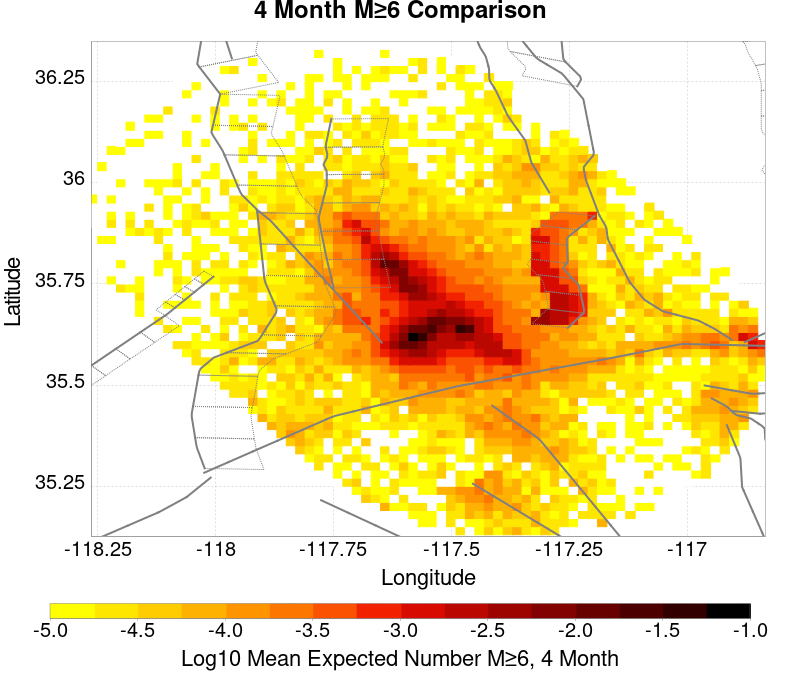 4 Month M≥6 Comparison
36.25
36
35.75
35.5
35.25
Latitude
-118.25 -118 -117.75 -117.5 -117.25 -117
Longitude
-5.0 -4.5 -4.0 -3.5 -3.0 -2.5 -2.0 -1.5 -1.0
Log10 Mean Expected Number M≥6, 4 Month